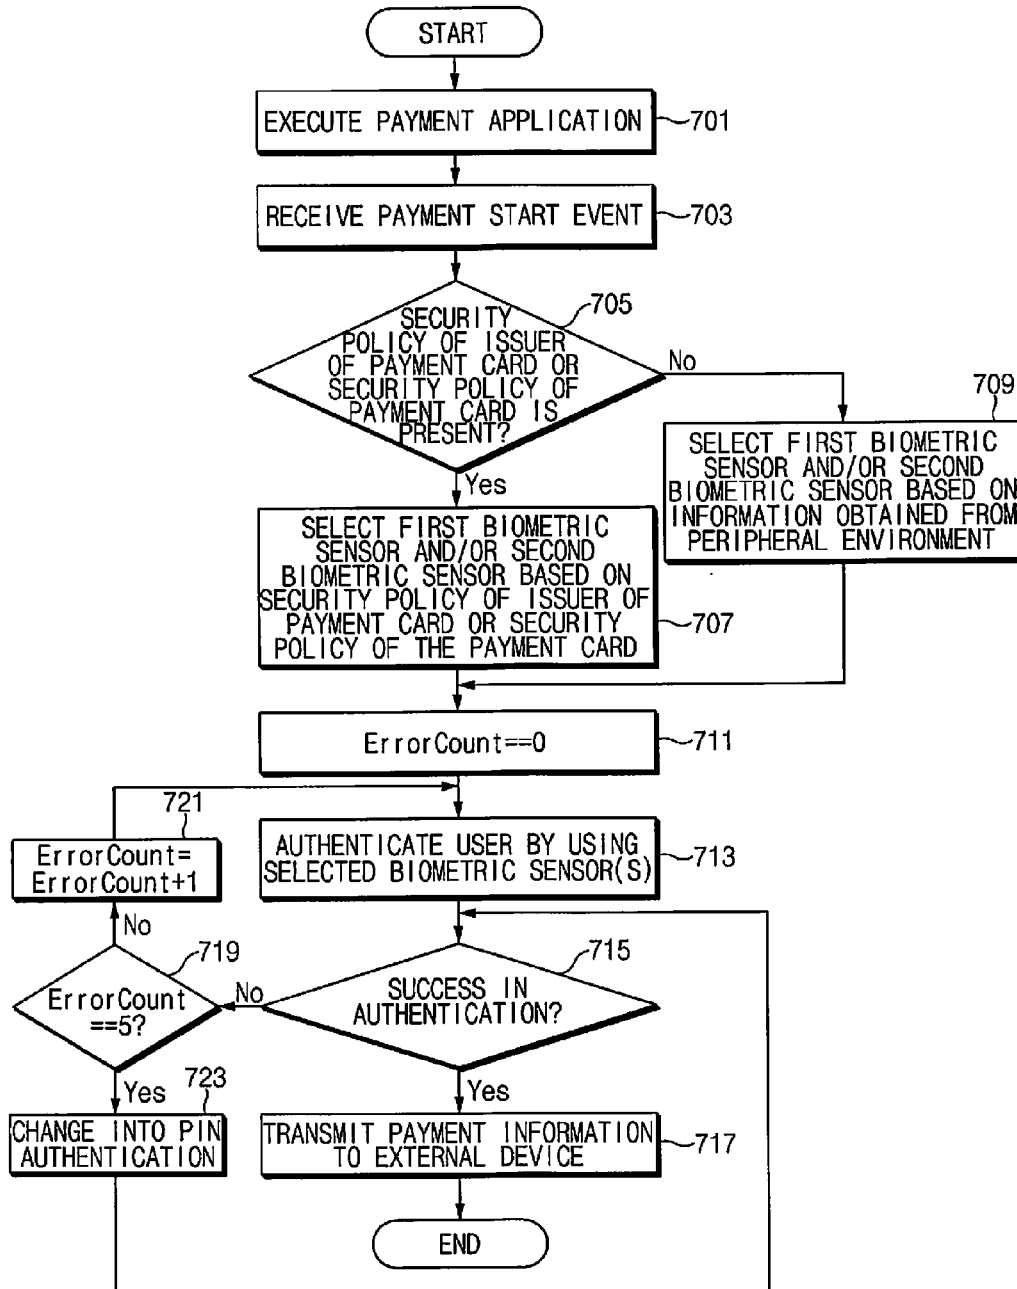 START
EXECUTE PAYMENT APPLICATION
701
RECEIVE PAYMENT START EVENT
703
SECURITY
POLICY OF ISSUER
OF PAYMENT CARD OR
SECURITY POLICY OF
PAYMENT CARD IS
PRESENT?
705
No
Yes
709
SELECT FIRST BIOMETRIC
SENSOR AND/OR SECOND
BIOMETRIC SENSOR BASED ON
INFORMATION OBTAINED FROM
PERIPHERAL ENVIRONMENT
SELECT FIRST BIOMETRIC
SENSOR AND/OR SECOND
BIOMETRIC SENSOR BASED ON
SECURITY POLICY OF ISSUER OF
PAYMENT CARD OR SECURITY
POLICY OF THE PAYMENT CARD
707
ErrorCount==0
711
721
ErrorCount=
ErrorCount+1
AUTHENTICATE USER BY USING
SELECTED BIOMETRIC SENSOR(S)
713
No
719
ErrorCount
==5?
No
715
SUCCESS IN
AUTHENTICATION?
Yes
723
Yes
CHANGE INTO PIN
AUTHENTICATION
TRANSMIT PAYMENT INFORMATION
TO EXTERNAL DEVICE
717
END